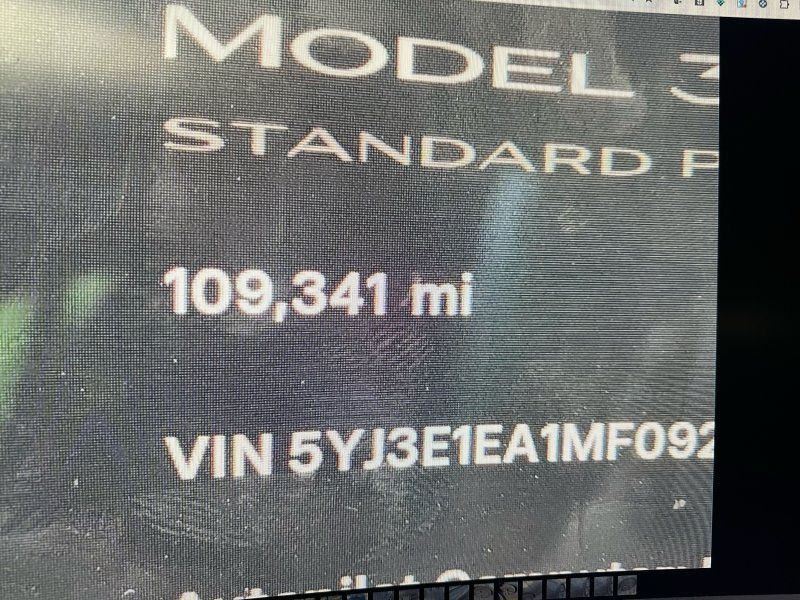 MODEL 3
STANDARD P
109,341 mi
VIN 5YJ3E1EA1MF092